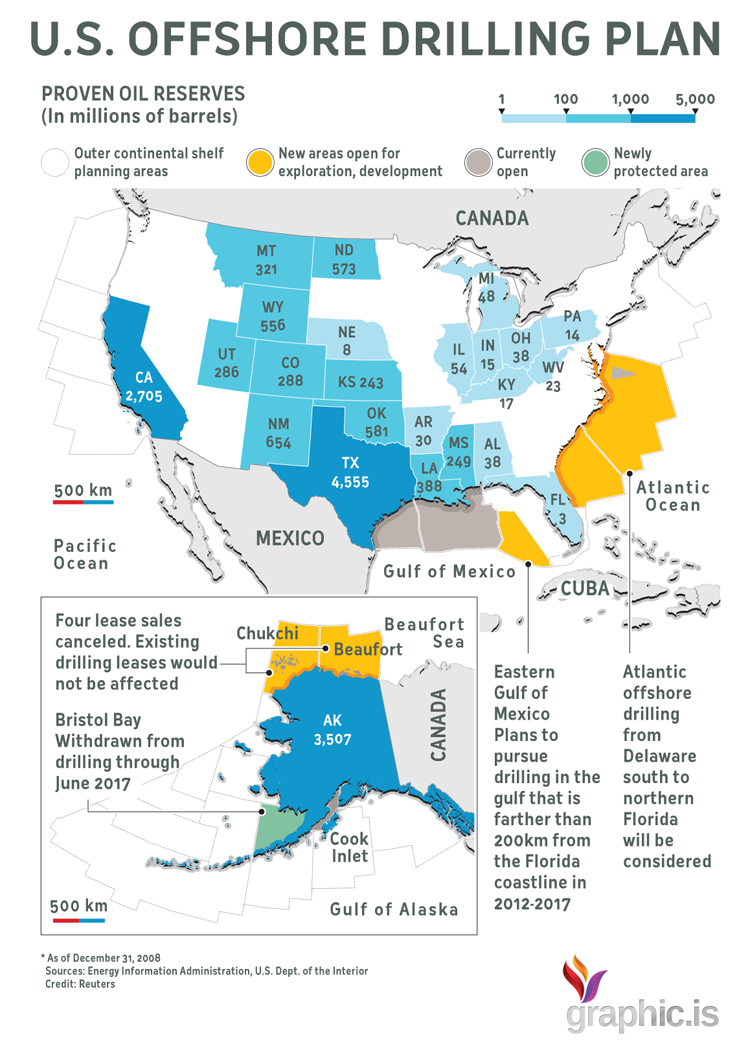 U.S. OFFSHORE DRILLING PLAN
PROVEN OIL RESERVES
(In millions of barrels)
1 100 1,000 5,000
Outer continental shelf
planning areas
New areas open for
exploration, development
Currently
open
Newly
protected area
CANADA
MT
321
ND
573
MI
48
WY
556
NE
8
PA
14
UT
286
CO
288
IL
54
IN
15
OH
38
WV
23
CA
2,705
KS 243
KY
17
NM
654
OK
581
AR
30
MS
249
AL
38
TX
4,555
LA
388
FL
3
500 km
Atlantic
Ocean
MEXICO
Pacific
Ocean
Gulf of Mexico
CUBA
Four lease sales
canceled. Existing
drilling leases would
not be affected
Chukchi
Beaufort
Sea
Beaufort
Bristol Bay
Withdrawn from
drilling through
June 2017
AK
3,507
CANADA
Cook
Inlet
500 km
Gulf of Alaska
Eastern
Gulf of
Mexico
Plans to
pursue
drilling in the
gulf that is
farther than
200km from
the Florida
coastline in
2012-2017
Atlantic
offshore
drilling
from
Delaware
south to
northern
Florida
will be
considered
* As of December 31, 2008
Sources: Energy Information Administration, U.S. Dept. of the Interior
Credit: Reuters
graphic.is